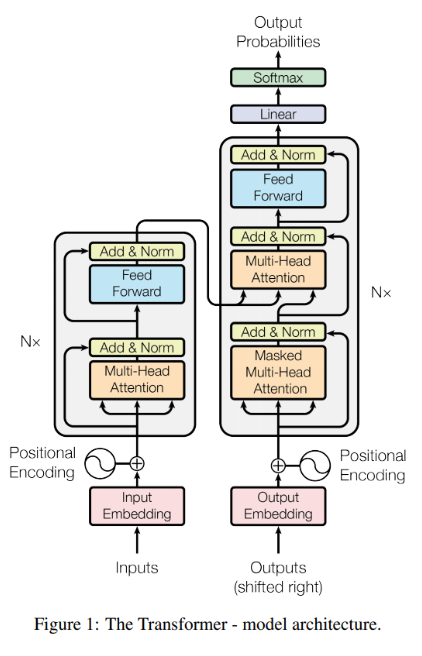 Output
Probabilities
Softmax
Linear
Add & Norm
Feed
Forward
Add & Norm
Multi-Head
Attention
Add & Norm
Masked
Multi-Head
Attention
Nx
Add & Norm
Feed
Forward
Add & Norm
Multi-Head
Attention
Nx
Positional
Encoding
Positional
Encoding
Input
Embedding
Output
Embedding
Inputs
Outputs
(shifted right)
Figure 1: The Transformer - model architecture.